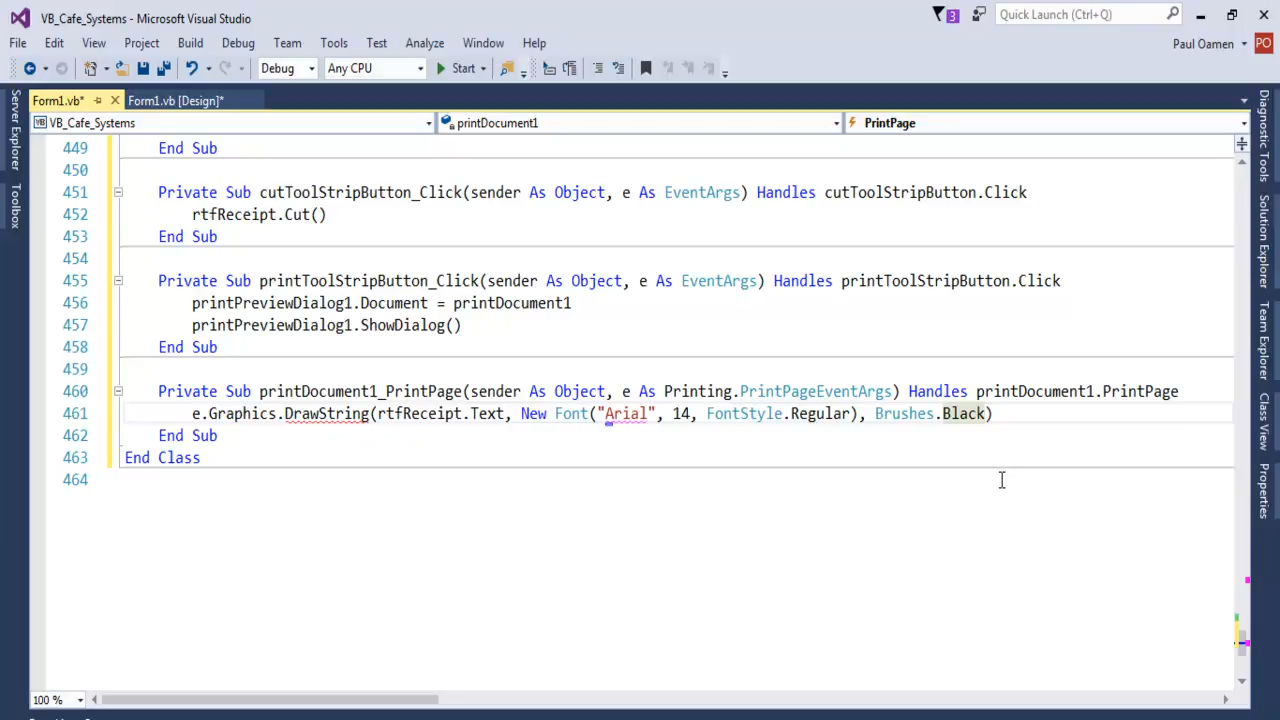 VB_Cafe_Systems - Microsoft Visual Studio
3
Quick Launch (Ctrl+Q)
File Edit View Project Build Debug Team Tools Test Analyze Window Help
Paul Oamen
PO
Debug
Any CPU
Start
Form1.vb*
Form1.vb [Design]*
VB_Cafe_Systems
printDocument1
PrintPage
449 End Sub
450
451 Private Sub cutToolStripButton_Click(sender As Object, e As EventArgs) Handles cutToolStripButton.Click
452 rtfReceipt.Cut()
453 End Sub
454
455 Private Sub printToolStripButton_Click(sender As Object, e As EventArgs) Handles printToolStripButton.Click
456 printPreviewDialog1.Document = printDocument1
457 printPreviewDialog1.ShowDialog()
458 End Sub
459
460 Private Sub printDocument1_PrintPage(sender As Object, e As Printing.PrintPageEventArgs) Handles printDocument1.PrintPage
461 e.Graphics.DrawString(rtfReceipt.Text, New Font("Arial", 14, FontStyle.Regular), Brushes.Black)
462 End Sub
463 End Class
464
100 %
Server Explorer
Toolbox
Diagnostic Tools
Solution Explorer
Team Explorer
Class View
Properties